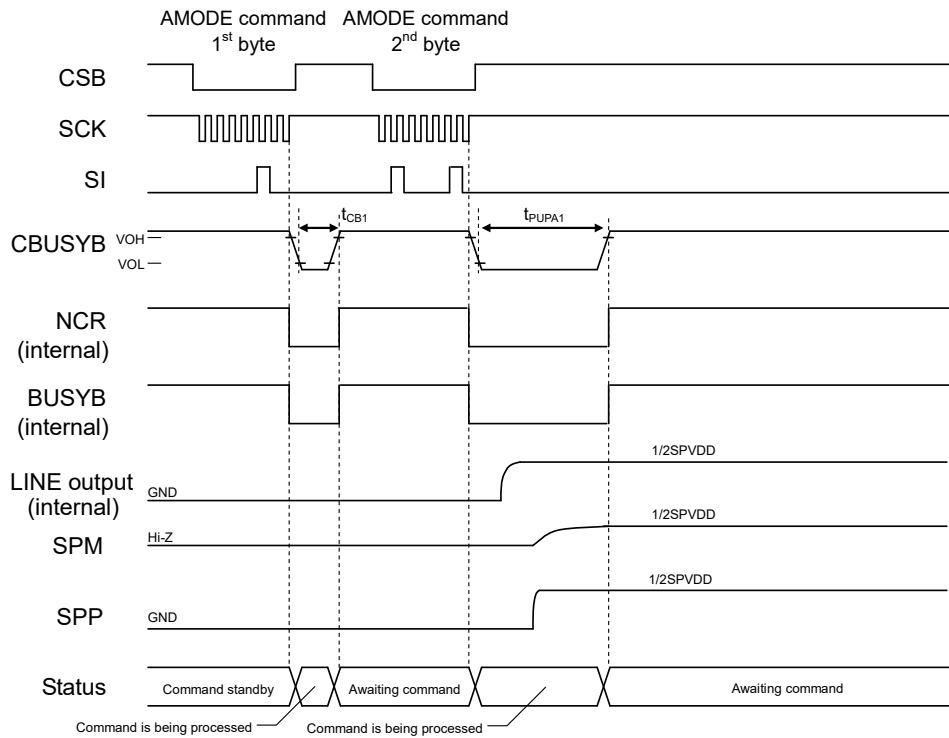 AMODE command
1st byte
AMODE command
2nd byte
CSB
SCK
SI
tCB1
tPUPA1
CBUSYB
VOH
VOL
NCR
(internal)
BUSYB
(internal)
1/2SPVDD
LINE output
(internal)
GND
1/2SPVDD
SPM
Hi-Z
1/2SPVDD
SPP
GND
Status
Command standby
Awaiting command
Awaiting command
Command is being processed
Command is being processed